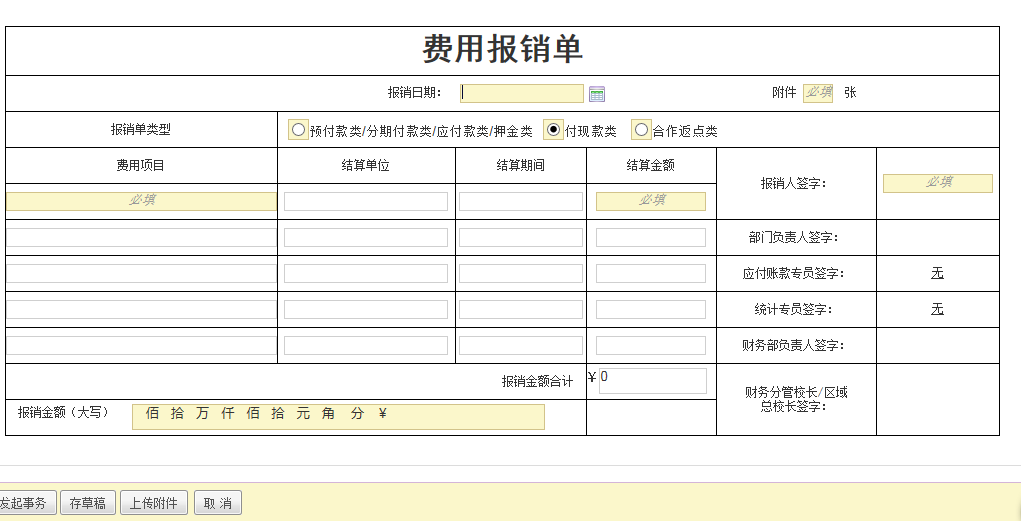 费用报销单
报销日期： 附件 必填 张
报销单类型 预付款类/分期付款类/应付款类/押金类 付现款类 合作返点类
费用项目 结算单位 结算期间 结算金额 报销人签字： 必填
必填 必填
部门负责人签字：
应付账款专员签字： 无
统计专员签字： 无
财务部负责人签字：
报销金额合计 ¥ 0
财务分管校长/区域
总校长签字：
报销金额（大写） 佰 拾 万 仟 佰 拾 元 角 分 ¥
发起事务 存草稿 上传附件 取 消